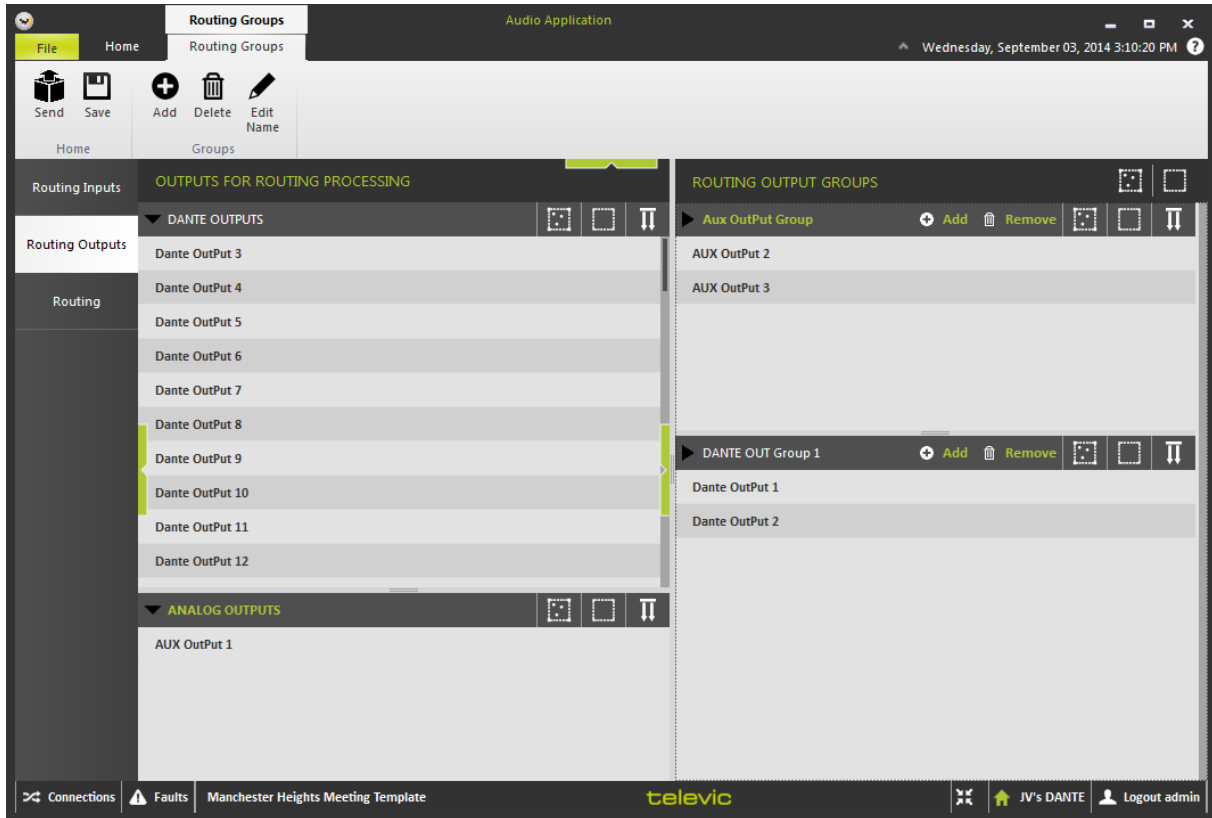 Routing Groups
Audio Application
File
Home
Routing Groups
Wednesday, September 03, 2014 3:10:20 PM
?
Send
Save
Add
Delete
Edit
Name
Home
Groups
Routing Inputs
Routing Outputs
Routing
OUTPUTS FOR ROUTING PROCESSING
DANTE OUTPUTS
Dante OutPut 3
Dante OutPut 4
Dante OutPut 5
Dante OutPut 6
Dante OutPut 7
Dante OutPut 8
Dante OutPut 9
Dante OutPut 10
Dante OutPut 11
Dante OutPut 12
ANALOG OUTPUTS
AUX OutPut 1
ROUTING OUTPUT GROUPS
Aux OutPut Group
Add
Remove
AUX OutPut 2
AUX OutPut 3
DANTE OUT Group 1
Add
Remove
Dante OutPut 1
Dante OutPut 2
Connections
Faults
Manchester Heights Meeting Template
televic
JV's DANTE
Logout admin